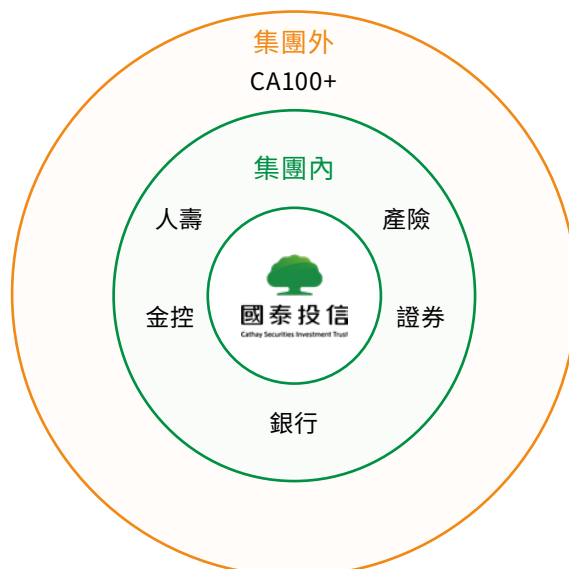 集團外
CA100+
集團內
人壽
產險
國泰投信
Cathay Securities Investment Trust
金控
證券
銀行